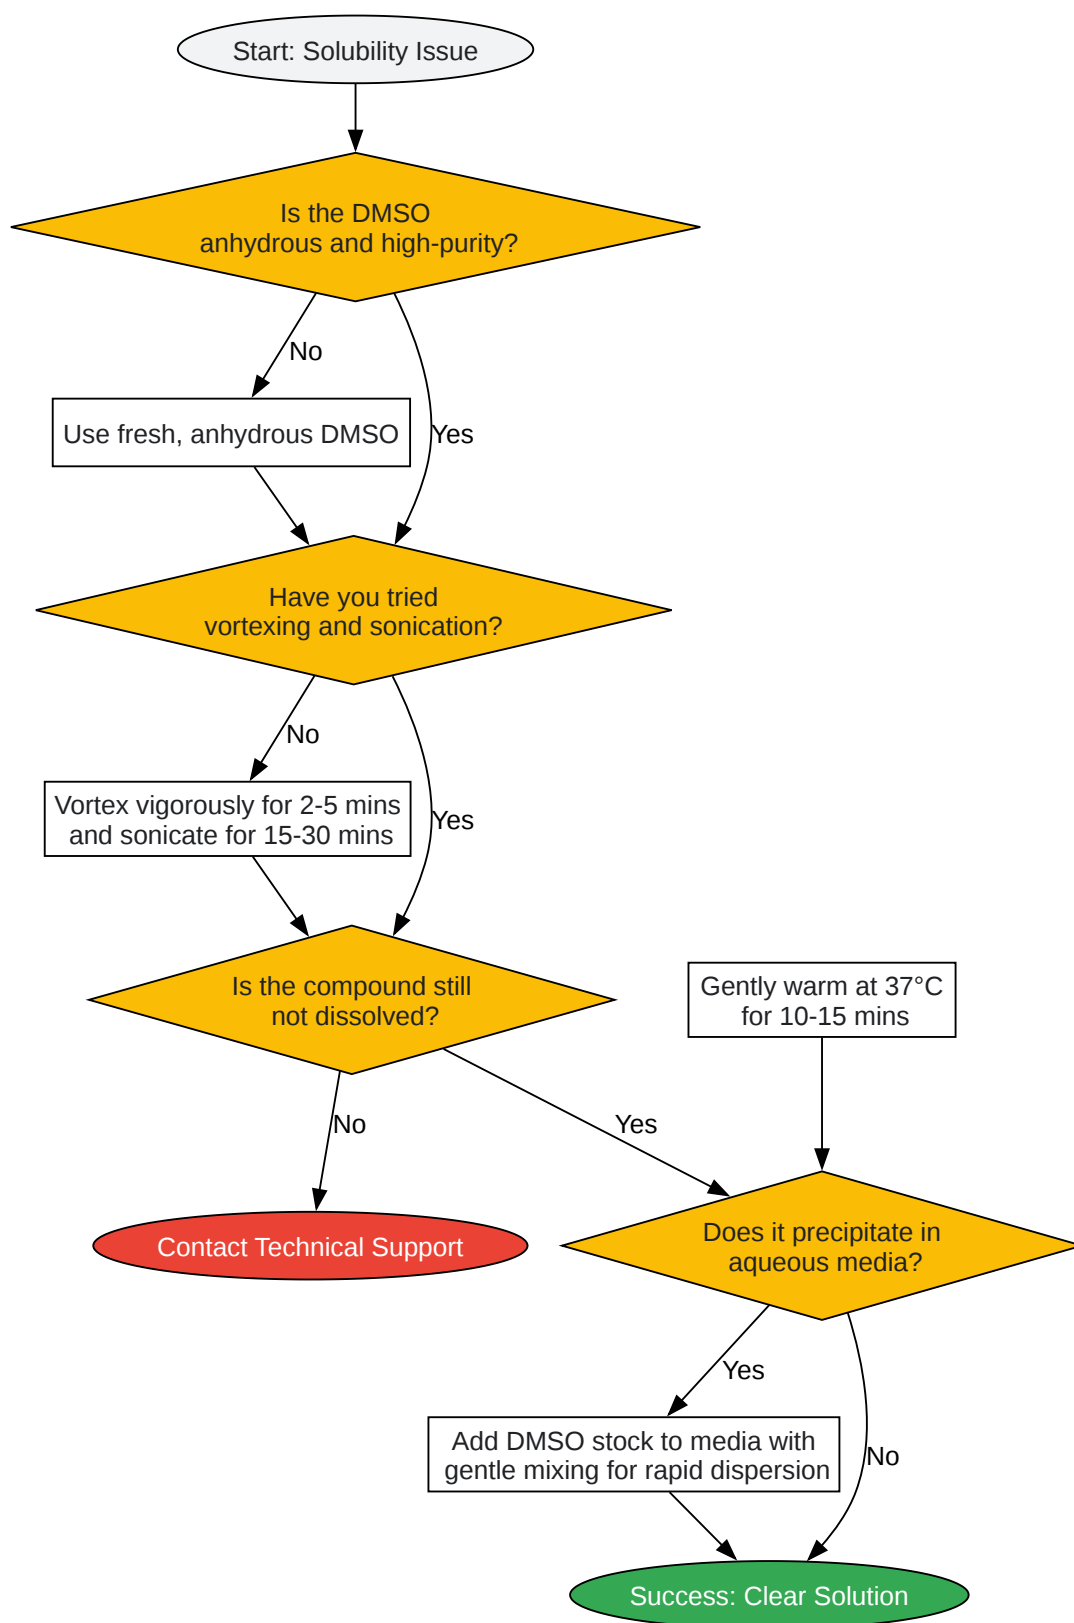 Start: Solubility Issue
Is the DMSO
anhydrous and high-purity?
No
Use fresh, anhydrous DMSO
Yes
Have you tried
vortexing and sonication?
No
Vortex vigorously for 2-5 mins
and sonicate for 15-30 mins
Yes
Is the compound still
not dissolved?
Gently warm at 37°C
for 10-15 mins
No
Yes
Contact Technical Support
Does it precipitate in
aqueous media?
Yes
Add DMSO stock to media with
gentle mixing for rapid dispersion
No
Success: Clear Solution